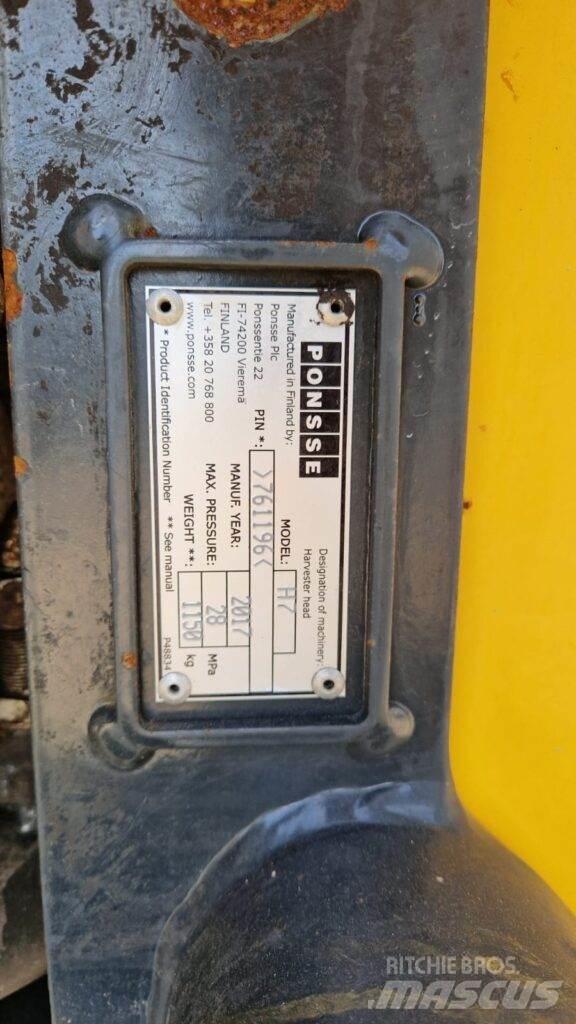 PONSSE
Designation of machinery:
Harvester head
Manufactured in Finland by:
Ponsse Plc
Ponssentie 22
FI-74200 Vieremä
FINLAND
Tel. +358 20 768 800
www.ponsse.com
MODEL: H7
PIN *: >761196<
MANUF. YEAR: 2017
MAX. PRESSURE: 28 MPa
WEIGHT **: 1150 kg
* Product Identification Number ** See manual P48834
RITCHIE BROS.
MASCUS